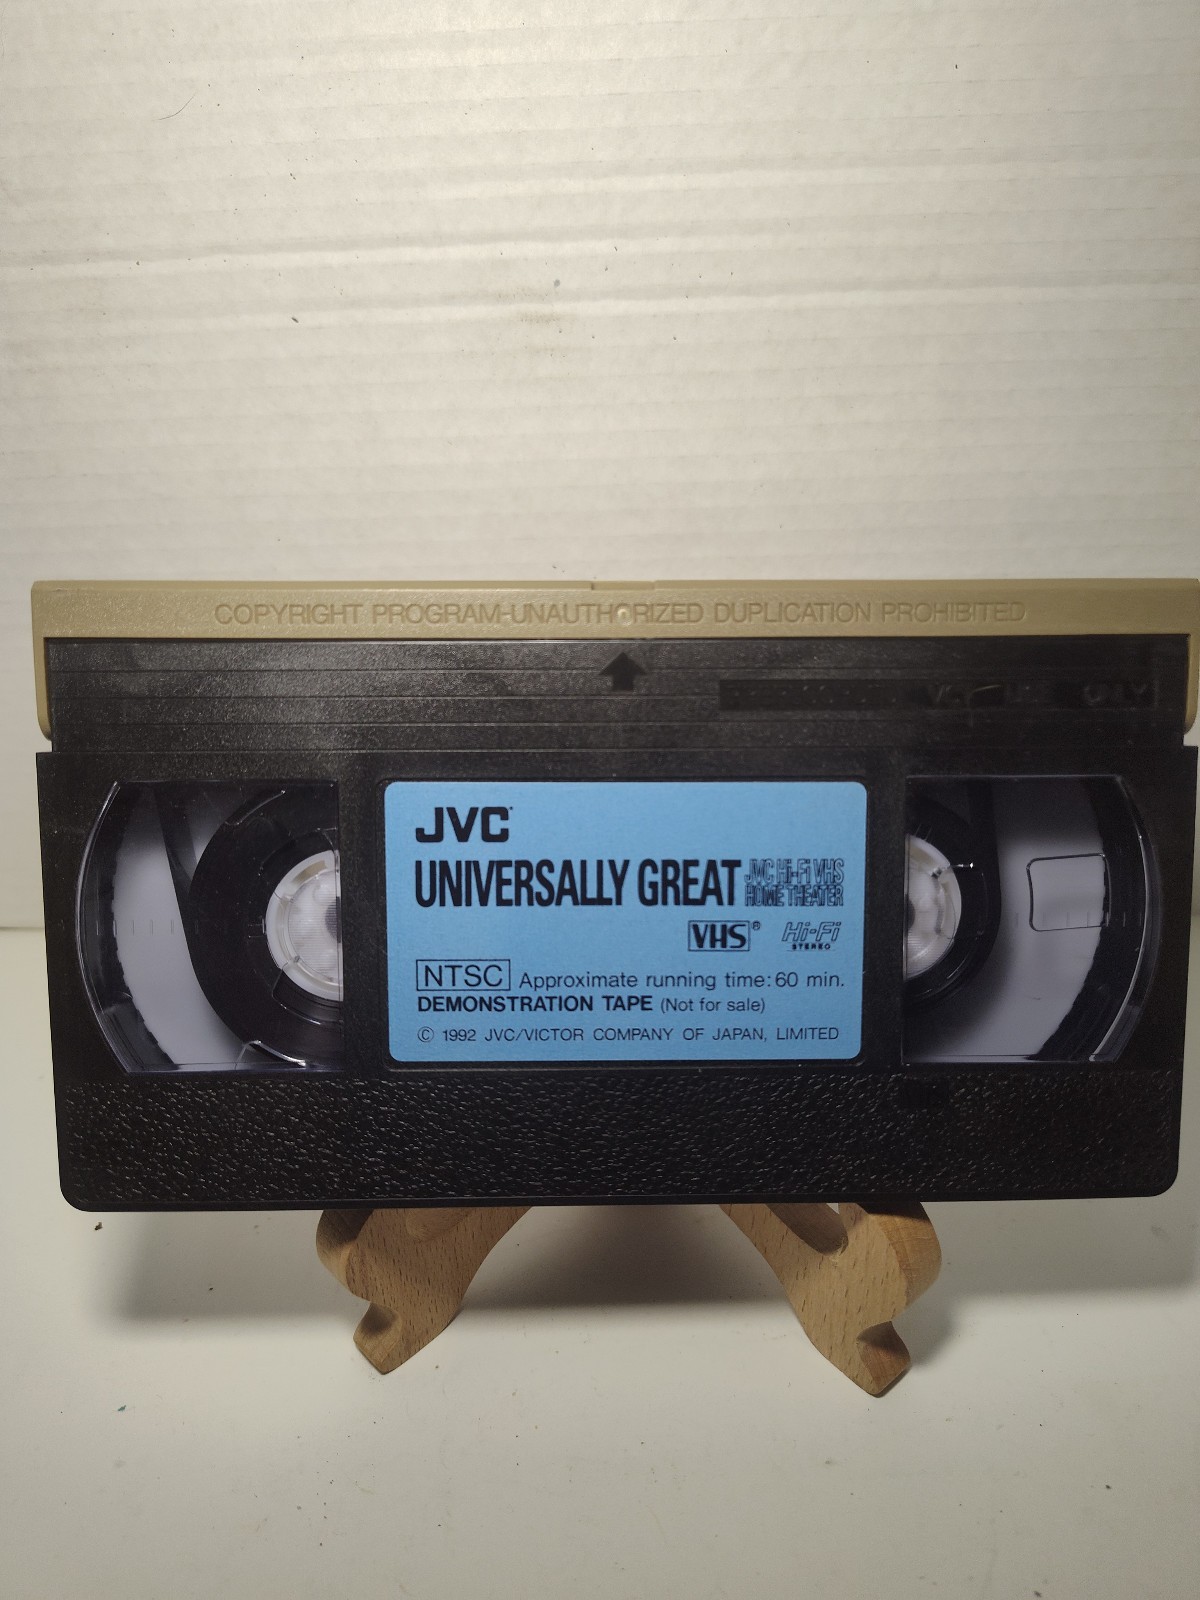 COPYRIGHT PROGRAM-UNAUTHORIZED DUPLICATION PROHIBITED
JVC
UNIVERSALLY GREAT JVC Hi-Fi VHS
HOME THEATER
VHS® Hi-Fi
STEREO
NTSC Approximate running time: 60 min.
DEMONSTRATION TAPE (Not for sale)
© 1992 JVC/VICTOR COMPANY OF JAPAN, LIMITED